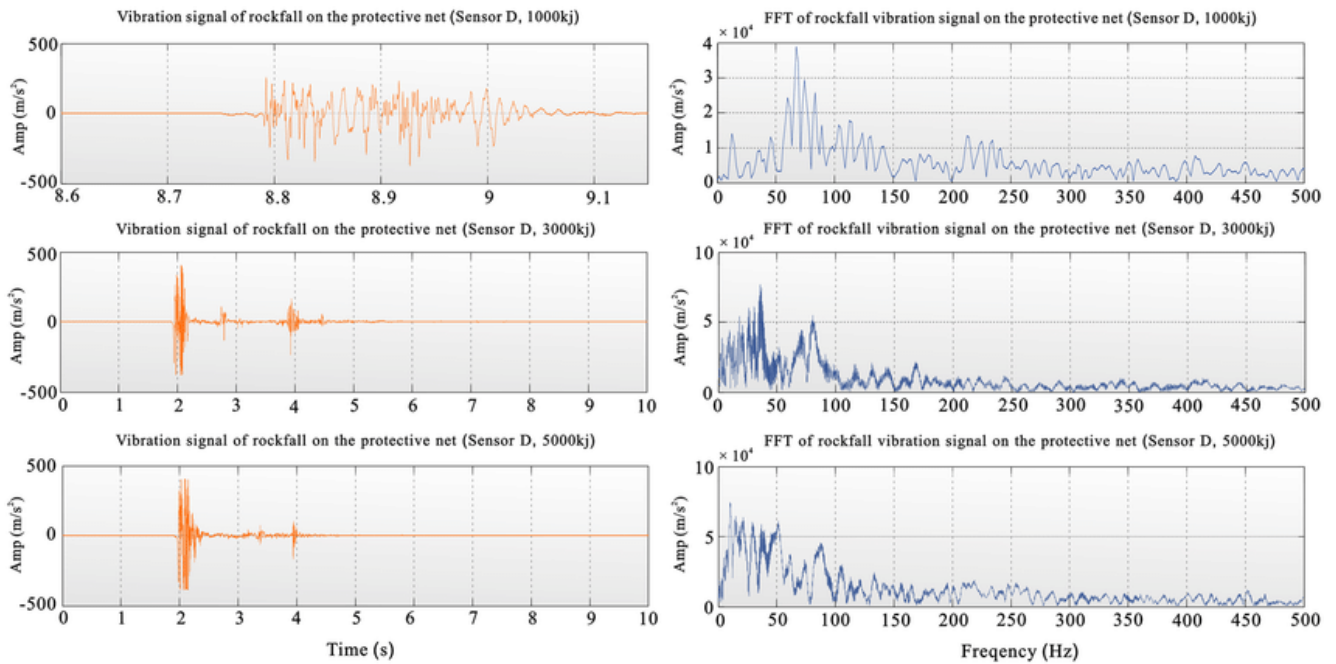 Vibration signal of rockfall on the protective net (Sensor D, 1000kj)
500
0
-500
Amp (m/s²)
8.6 8.7 8.8 8.9 9 9.1
FFT of rockfall vibration signal on the protective net (Sensor D, 1000kj)
× 10⁴
4
3
2
1
0
Amp (m/s²)
0 50 100 150 200 250 300 350 400 450 500
Vibration signal of rockfall on the protective net (Sensor D, 3000kj)
500
0
-500
Amp (m/s²)
0 1 2 3 4 5 6 7 8 9 10
FFT of rockfall vibration signal on the protective net (Sensor D, 3000kj)
× 10⁴
10
5
0
Amp (m/s²)
0 50 100 150 200 250 300 350 400 450 500
Vibration signal of rockfall on the protective net (Sensor D, 5000kj)
500
0
-500
Amp (m/s²)
0 1 2 3 4 5 6 7 8 9 10
Time (s)
FFT of rockfall vibration signal on the protective net (Sensor D, 5000kj)
× 10⁴
10
5
0
Amp (m/s²)
0 50 100 150 200 250 300 350 400 450 500
Freqency (Hz)